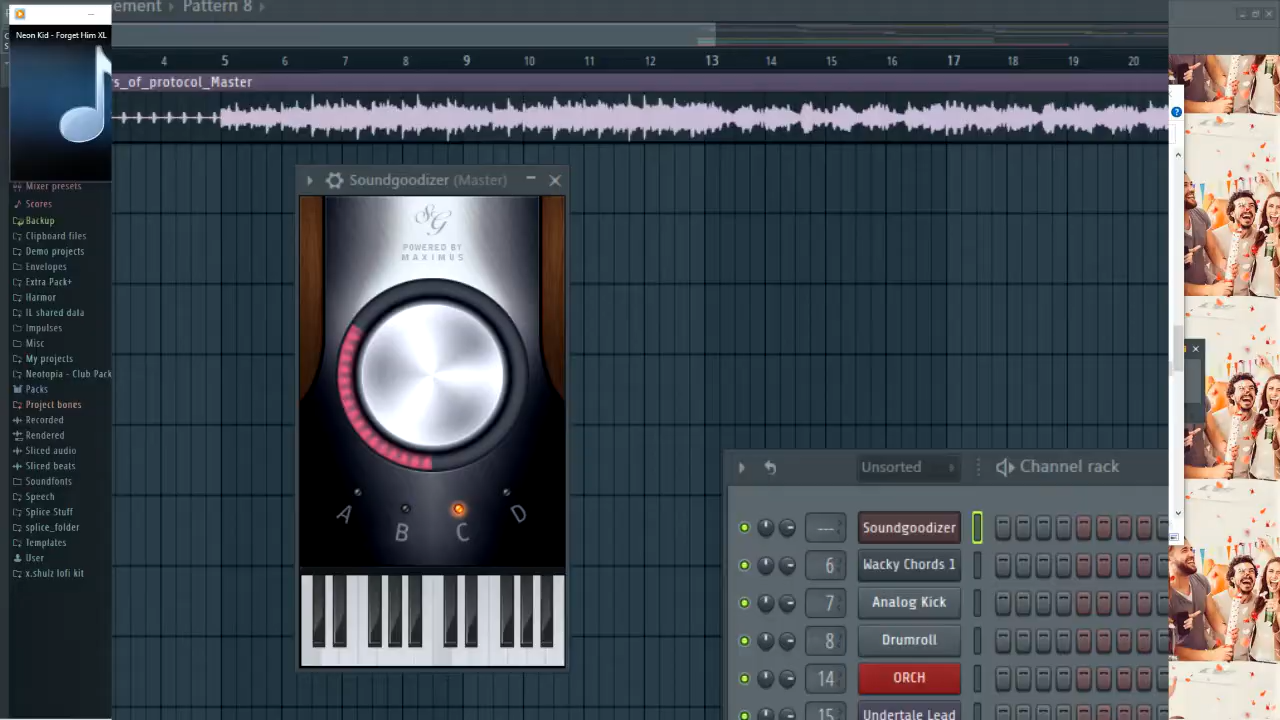 ement › Pattern 8 ›
Neon Kid - Forget Him XL
4 5 6 7 8 9 10 11 12 13 14 15 16 17 18 19 20
s_of_protocol_Master
Soundgoodizer (Master)
SG
POWERED BY
MAXIMUS
A B C D
Mixer presets
Scores
Backup
Clipboard files
Demo projects
Envelopes
Extra Pack+
Harmor
IL shared data
Impulses
Misc
My projects
Neotopia - Club Pack
Packs
Project bones
Recorded
Rendered
Sliced audio
Sliced beats
Soundfonts
Speech
Splice Stuff
splice_folder
Templates
User
x.shulz lofi kit
Unsorted
Channel rack
--- Soundgoodizer
6 Wacky Chords 1
7 Analog Kick
8 Drumroll
14 ORCH
15 Undertale Lead